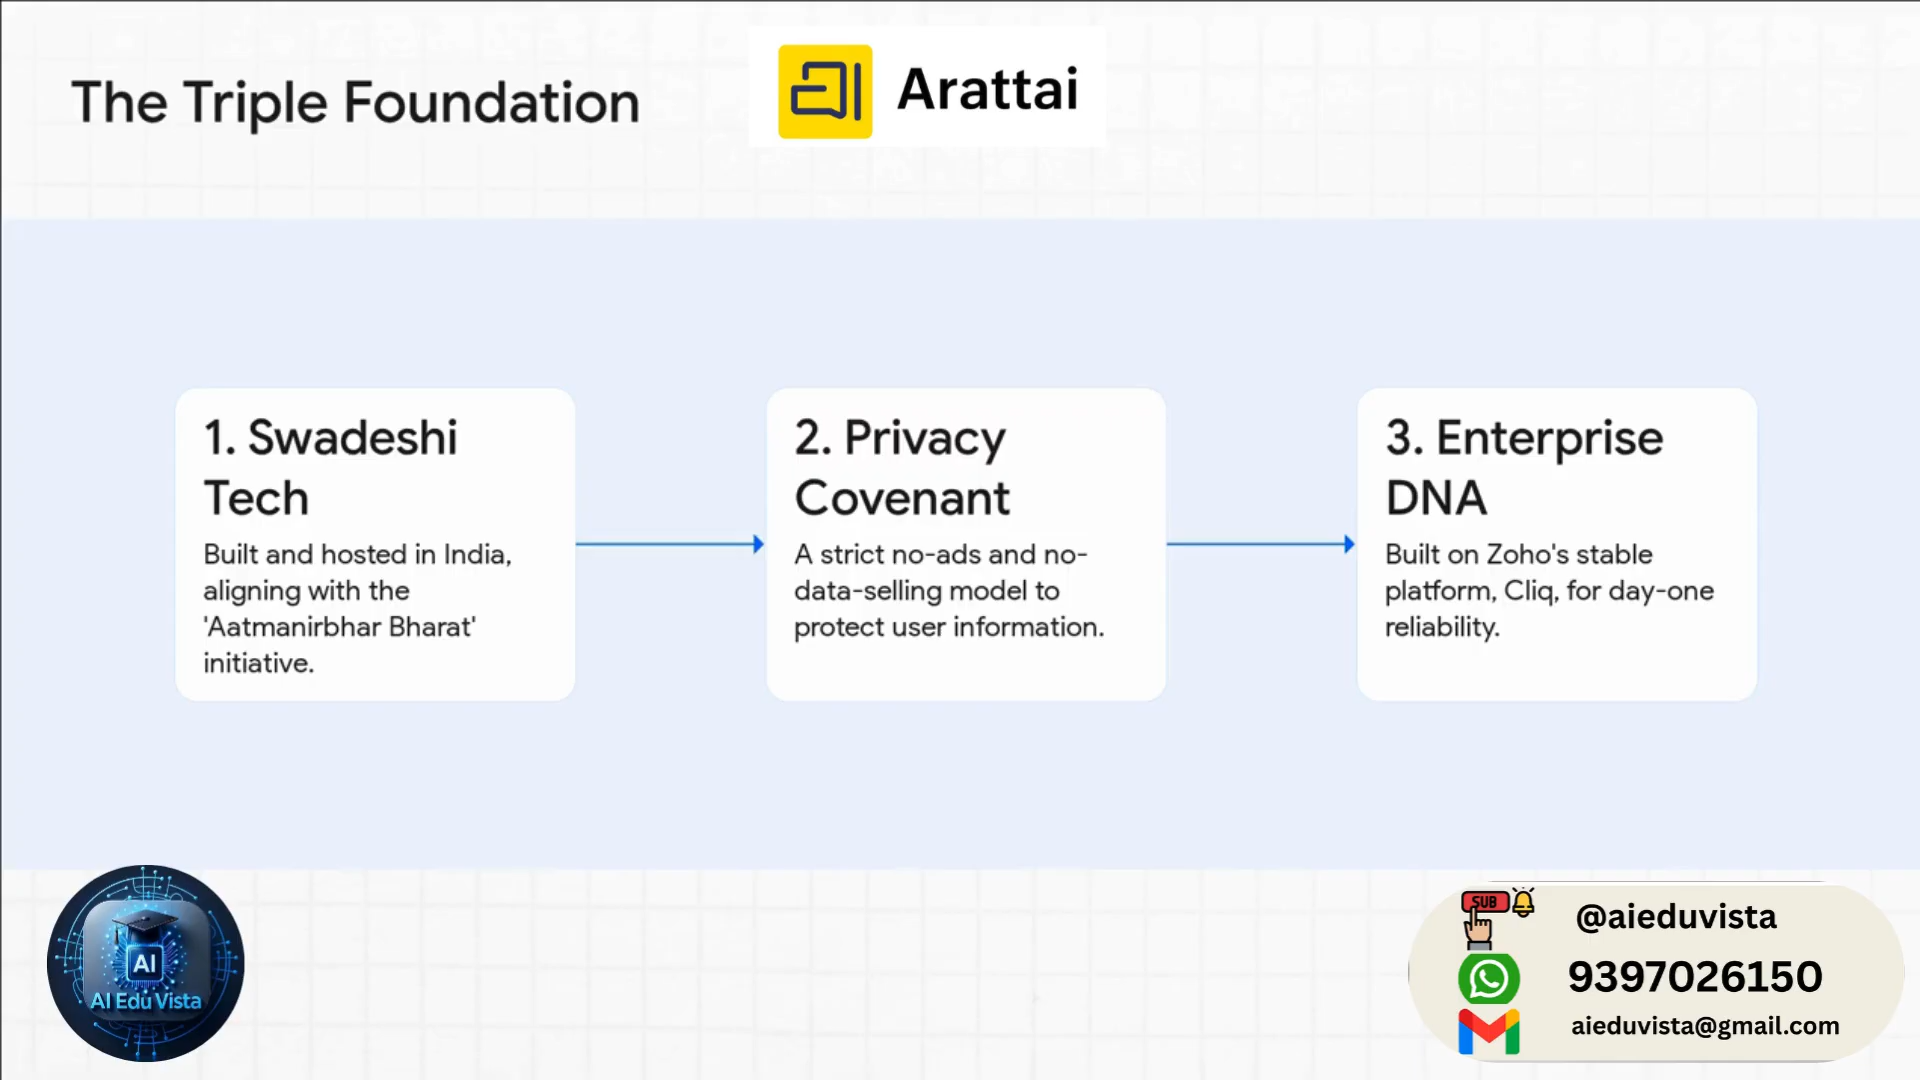 The Triple Foundation
Arattai
1. Swadeshi
Tech
Built and hosted in India,
aligning with the
'Aatmanirbhar Bharat'
initiative.
2. Privacy
Covenant
A strict no-ads and no-
data-selling model to
protect user information.
3. Enterprise
DNA
Built on Zoho's stable
platform, Cliq, for day-one
reliability.
AI
AI Edu Vista
SUB
@aieduvista
9397026150
aieduvista@gmail.com